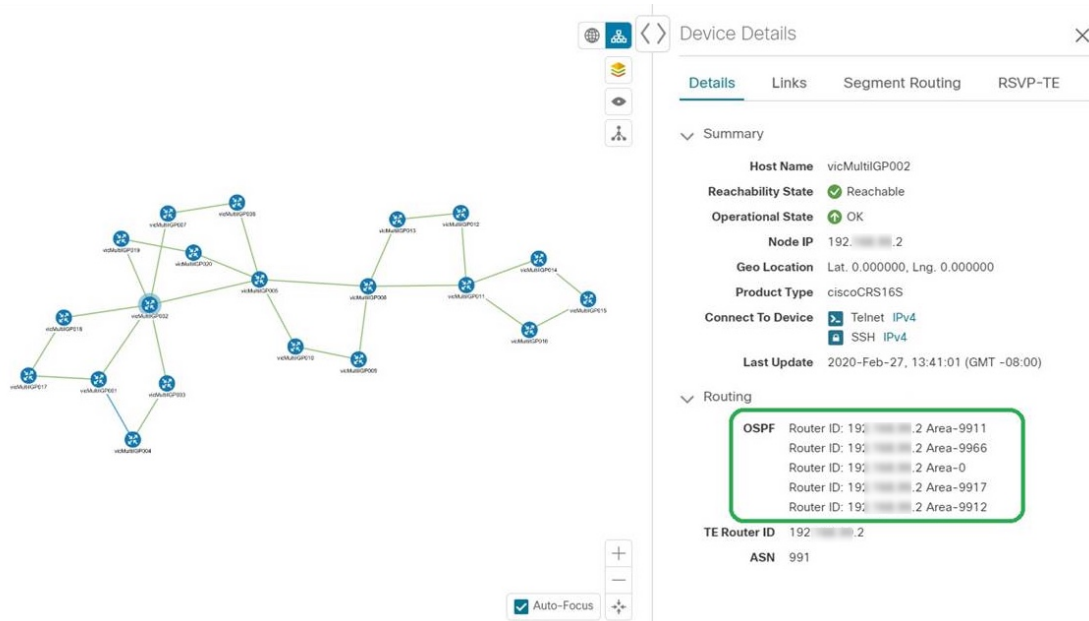 Device Details
Details Links Segment Routing RSVP-TE
Summary
Host Name vicMultiIGP002
Reachability State Reachable
Operational State OK
Node IP 192. .2
Geo Location Lat. 0.000000, Lng. 0.000000
Product Type ciscoCRS16S
Connect To Device Telnet IPv4
SSH IPv4
Last Update 2020-Feb-27, 13:41:01 (GMT -08:00)
Routing
OSPF Router ID: 192 .2 Area-9911
Router ID: 192 .2 Area-9966
Router ID: 192 .2 Area-0
Router ID: 192 .2 Area-9917
Router ID: 192 .2 Area-9912
TE Router ID 192 .2
ASN 991
vicMultiIGP007
vicMultiIGP012
vicMultiIGP013
vicMultiIGP019
vicMultiIGP020
vicMultiIGP014
vicMultiIGP011
vicMultiIGP015
vicMultiIGP018
vicMultiIGP016
vicMultiIGP010
vicMultiIGP017
vicMultiIGP001
vicMultiIGP003
vicMultiIGP004
Auto-Focus